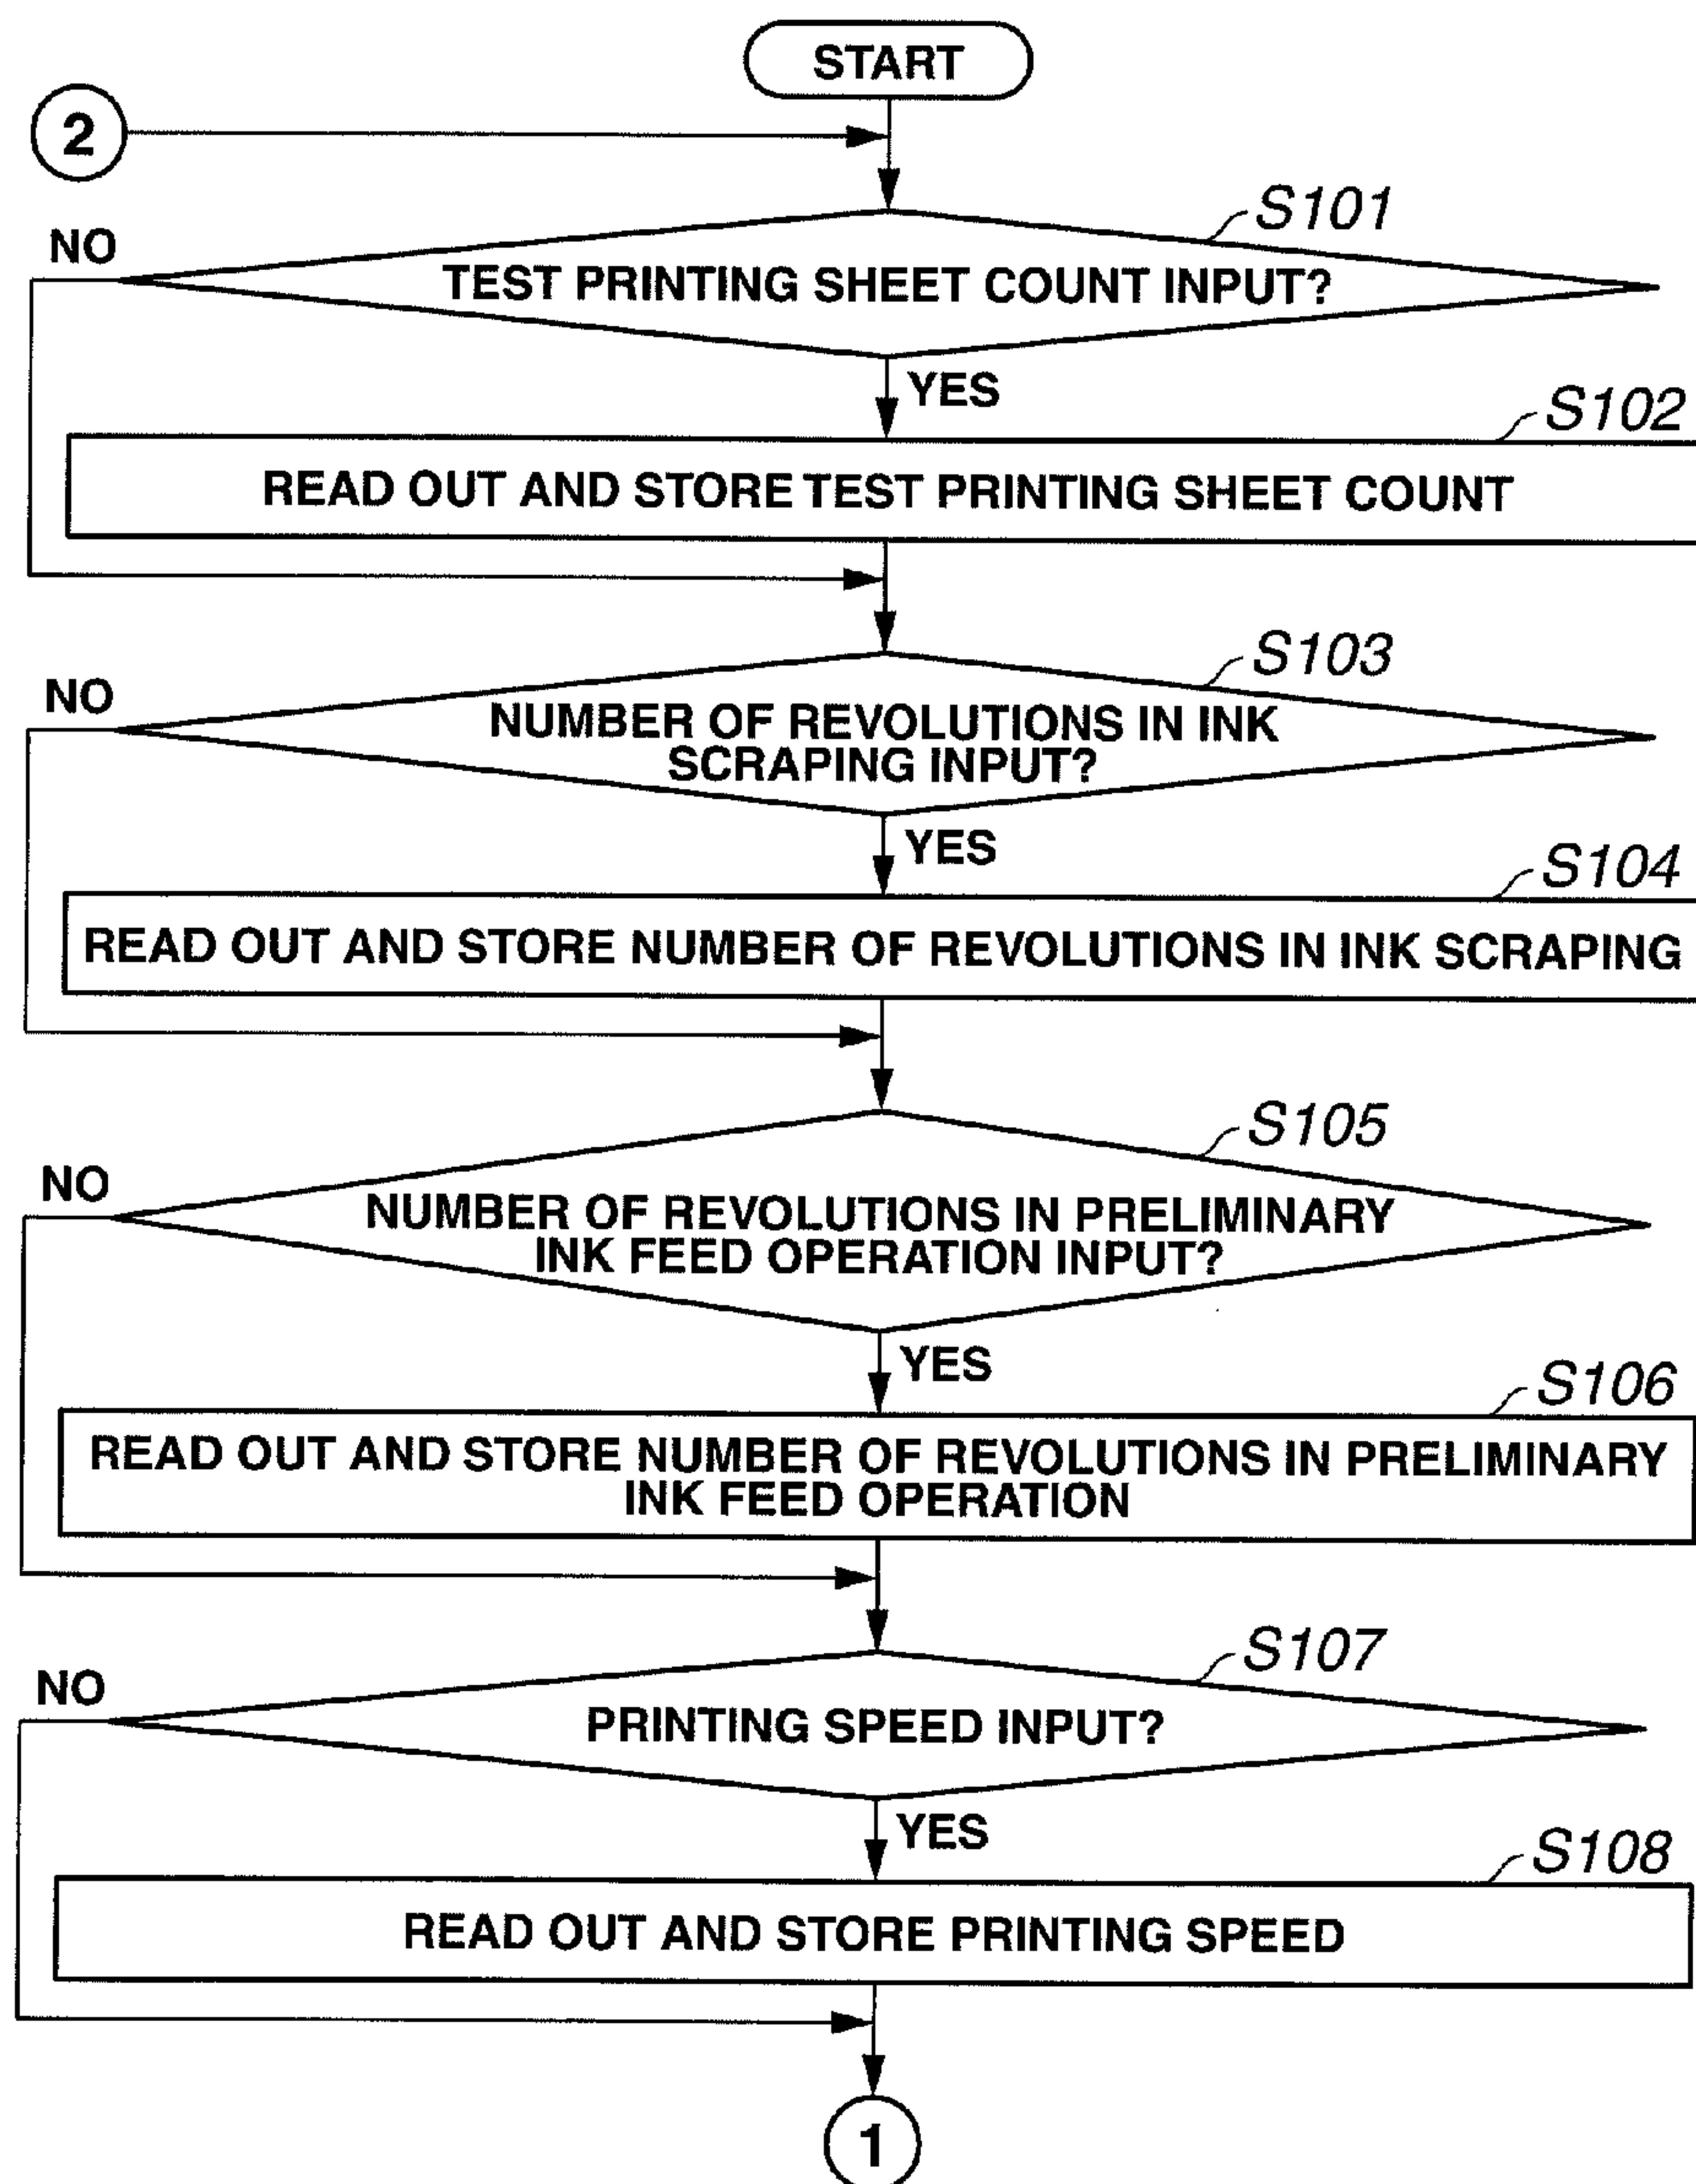 START
2
S101
NO
TEST PRINTING SHEET COUNT INPUT?
YES
S102
READ OUT AND STORE TEST PRINTING SHEET COUNT
S103
NO
NUMBER OF REVOLUTIONS IN INK
SCRAPING INPUT?
YES
S104
READ OUT AND STORE NUMBER OF REVOLUTIONS IN INK SCRAPING
S105
NO
NUMBER OF REVOLUTIONS IN PRELIMINARY
INK FEED OPERATION INPUT?
YES
S106
READ OUT AND STORE NUMBER OF REVOLUTIONS IN PRELIMINARY
INK FEED OPERATION
S107
NO
PRINTING SPEED INPUT?
YES
S108
READ OUT AND STORE PRINTING SPEED
1